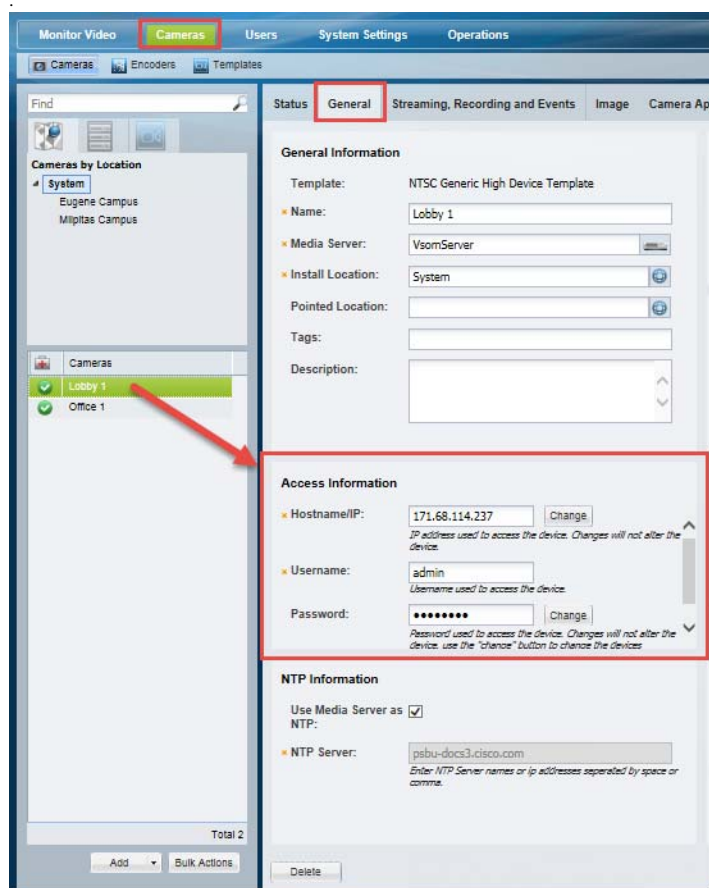 .
Monitor Video Cameras Users System Settings Operations
Cameras Encoders Templates
Find
Cameras by Location
System
Eugene Campus
Milpitas Campus
Cameras
Lobby 1
Office 1
Total 2
Add Bulk Actions
Status General Streaming, Recording and Events Image Camera Ap
General Information
Template: NTSC Generic High Device Template
* Name: Lobby 1
* Media Server: VsomServer
* Install Location: System
Pointed Location:
Tags:
Description:
Access Information
* Hostname/IP: 171.68.114.237 Change
IP address used to access the device. Changes will not alter the
device.
* Username: admin
Username used to access the device.
Password: •••••••• Change
Password used to access the device. Changes will not alter the
device, use the "change" button to change the devices
NTP Information
Use Media Server as
NTP:
* NTP Server: psbu-docs3.cisco.com
Enter NTP Server names or ip addresses seperated by space or
comma.
Delete